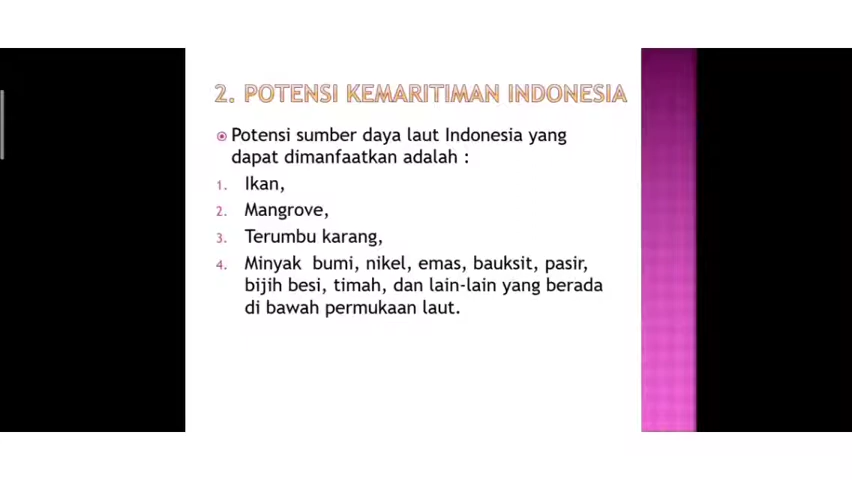 2. POTENSI KEMARITIMAN INDONESIA
Potensi sumber daya laut Indonesia yang
dapat dimanfaatkan adalah :
1. Ikan,
2. Mangrove,
3. Terumbu karang,
4. Minyak bumi, nikel, emas, bauksit, pasir,
bijih besi, timah, dan lain-lain yang berada
di bawah permukaan laut.